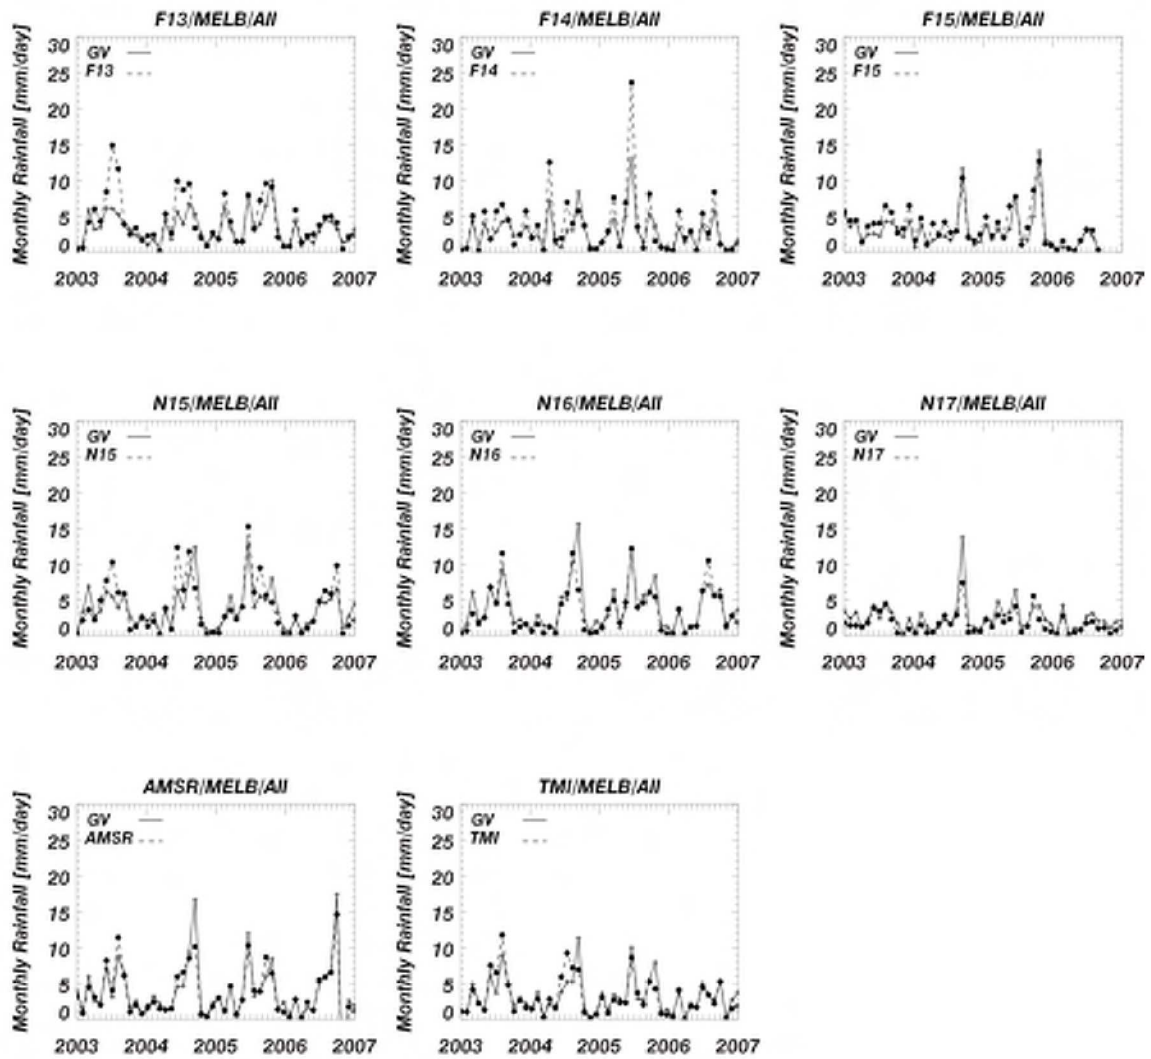 F13/MELB/All
F14/MELB/All
F15/MELB/All
Monthly Rainfall [mm/day]
30
25
20
15
10
5
0
GV
F13
2003 2004 2005 2006 2007
Monthly Rainfall [mm/day]
30
25
20
15
10
5
0
GV
F14
2003 2004 2005 2006 2007
Monthly Rainfall [mm/day]
30
25
20
15
10
5
0
GV
F15
2003 2004 2005 2006 2007
N15/MELB/All
N16/MELB/All
N17/MELB/All
Monthly Rainfall [mm/day]
30
25
20
15
10
5
0
GV
N15
2003 2004 2005 2006 2007
Monthly Rainfall [mm/day]
30
25
20
15
10
5
0
GV
N16
2003 2004 2005 2006 2007
Monthly Rainfall [mm/day]
30
25
20
15
10
5
0
GV
N17
2003 2004 2005 2006 2007
AMSR/MELB/All
TMI/MELB/All
Monthly Rainfall [mm/day]
30
25
20
15
10
5
0
GV
AMSR
2003 2004 2005 2006 2007
Monthly Rainfall [mm/day]
30
25
20
15
10
5
0
GV
TMI
2003 2004 2005 2006 2007